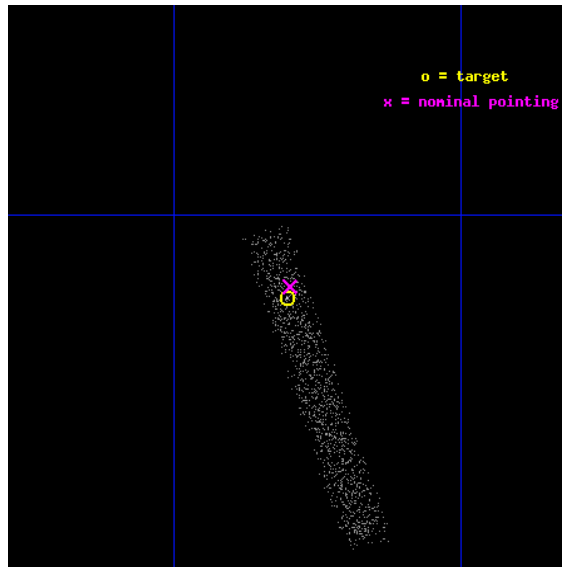 o = target
x = nominal pointing